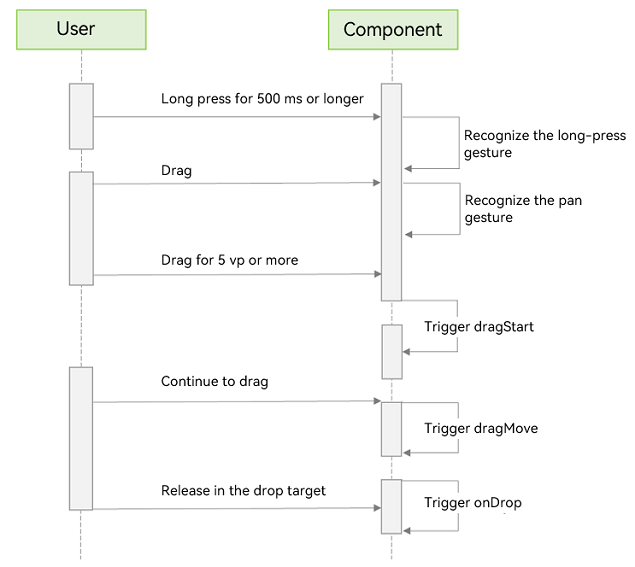 User
Component
Long press for 500 ms or longer
Recognize the long-press
gesture
Drag
Recognize the pan
gesture
Drag for 5 vp or more
Trigger dragStart
Continue to drag
Trigger dragMove
Release in the drop target
Trigger onDrop